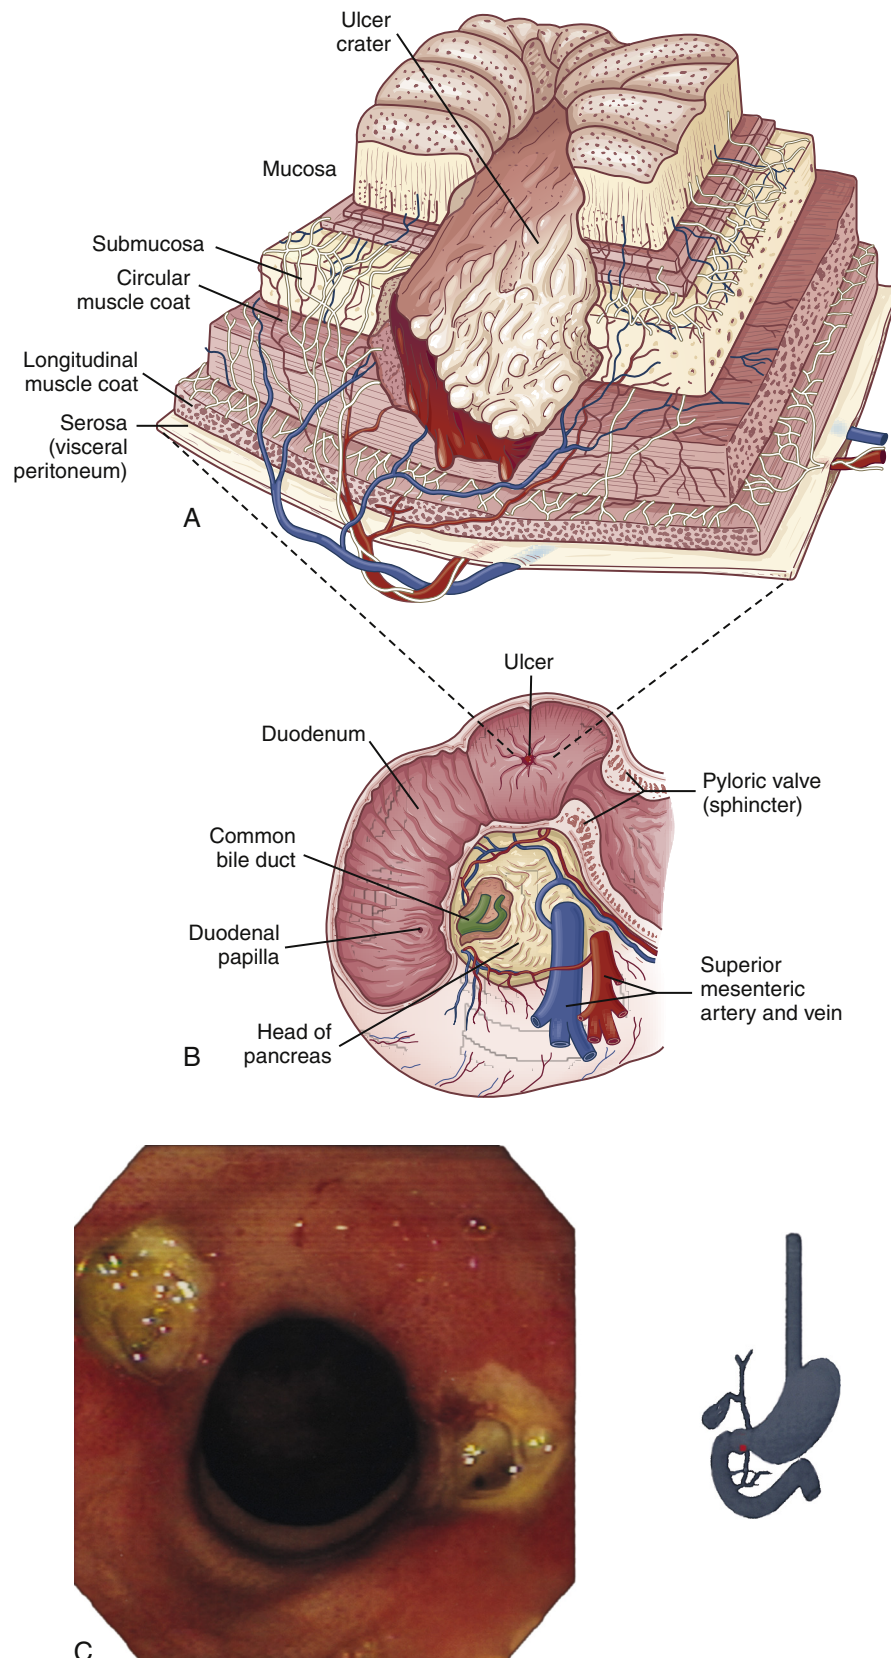 Ulcer
crater
Mucosa
Submucosa
Circular
muscle coat
Longitudinal
muscle coat
Serosa
(visceral
peritoneum)
A
Ulcer
Duodenum
Pyloric valve
(sphincter)
Common
bile duct
Duodenal
papilla
Superior
mesenteric
artery and vein
Head of
pancreas
B
C